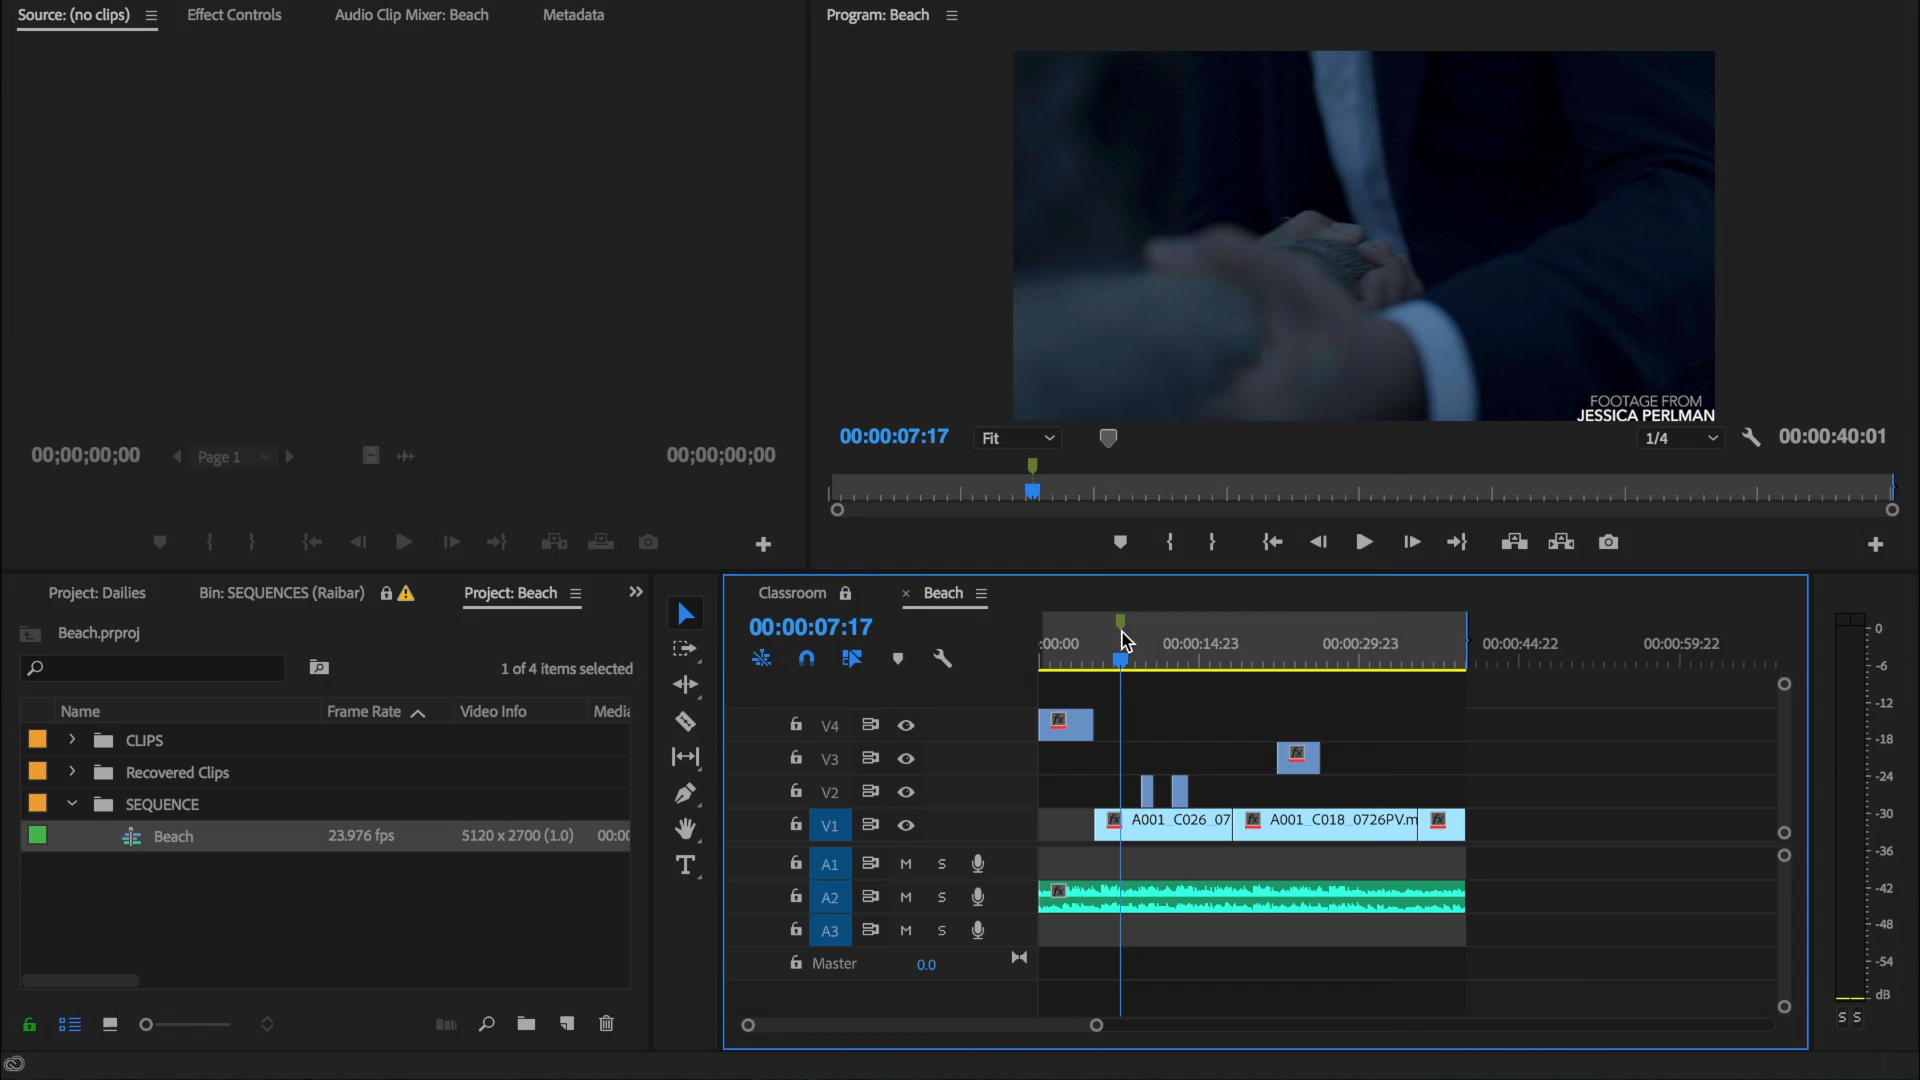 Source: (no clips)
Effect Controls
Audio Clip Mixer: Beach
Metadata
Program: Beach
FOOTAGE FROM
JESSICA PERLMAN
00;00;00;00
Page 1
00;00;00;00
00:00:07:17
Fit
1/4
00:00:40:01
Project: Dailies
Bin: SEQUENCES (Raibar)
Project: Beach
Beach.prproj
1 of 4 items selected
Name
Frame Rate
Video Info
Media
CLIPS
Recovered Clips
SEQUENCE
Beach
23.976 fps
5120 x 2700 (1.0)
00:00
Classroom
Beach
00:00:07:17
:00:00
00:00:14:23
00:00:29:23
00:00:44:22
00:00:59:22
V4
fx
V3
fx
V2
V1
fx A001_C026_07
fx A001_C018_0726PV.m
fx
A1 M S
A2 M S
fx
A3 M S
Master
0.0
0
-6
-12
-18
-24
-30
-36
-42
-48
-54
dB
S S
T